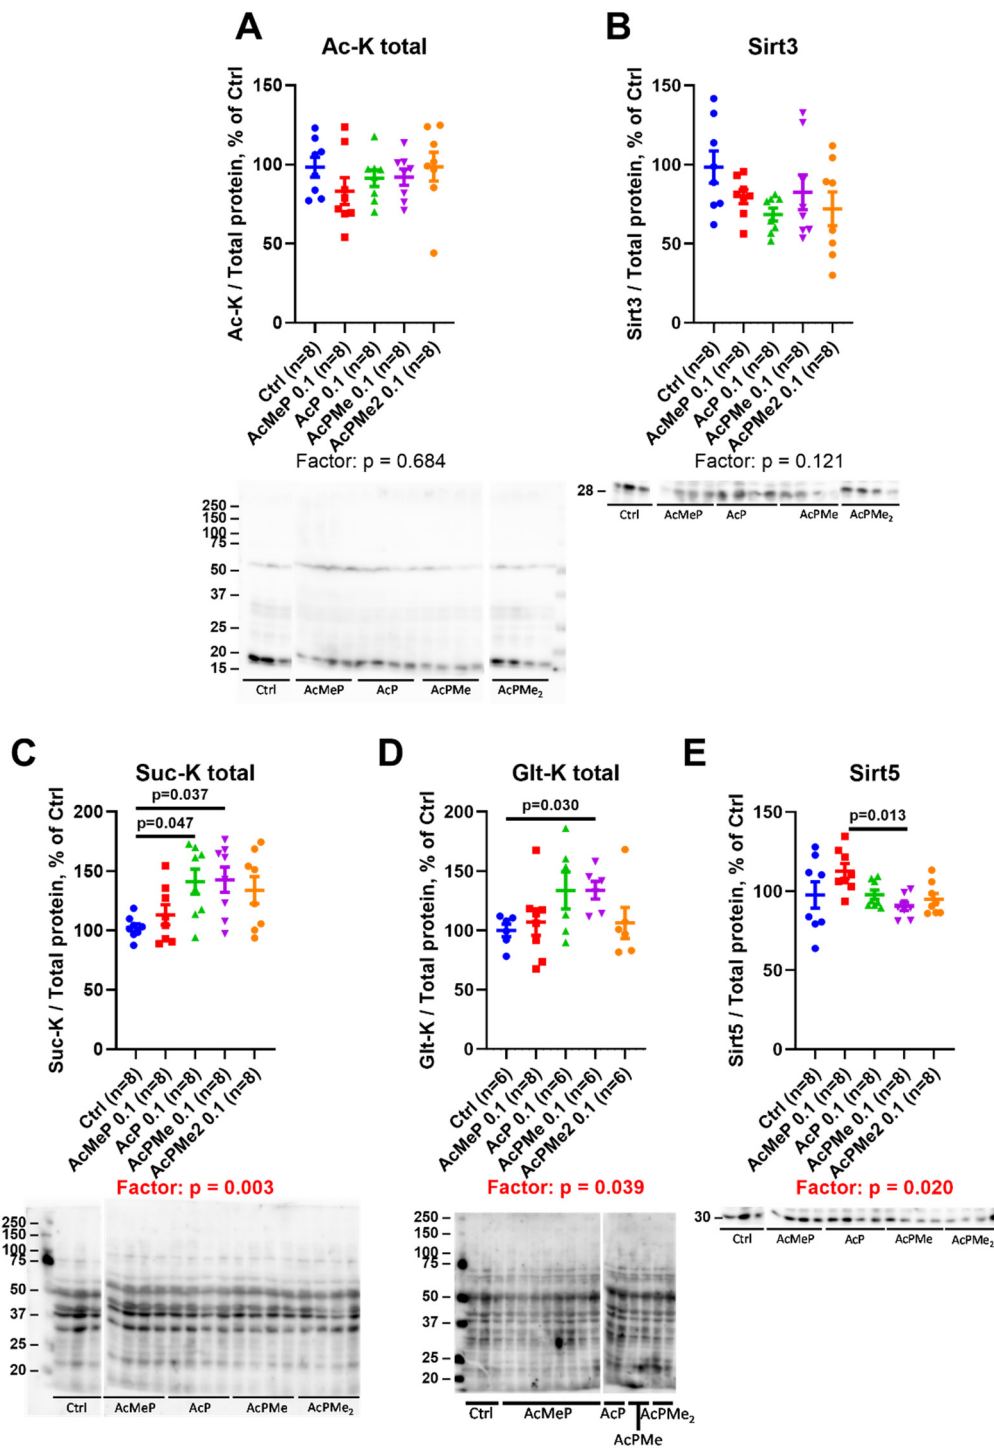 A
Ac-K total
Ac-K / Total protein, % of Ctrl
150
100
50
0
Ctrl (n=8)
AcMeP 0.1 (n=8)
AcP 0.1 (n=8)
AcPMe 0.1 (n=8)
AcPMe2 0.1 (n=8)
Factor: p = 0.684
250
150
100
75
50
37
25
20
15
Ctrl
AcMeP
AcP
AcPMe
AcPMe₂
B
Sirt3
Sirt3 / Total protein, % of Ctrl
150
100
50
0
Ctrl (n=8)
AcMeP 0.1 (n=8)
AcP 0.1 (n=8)
AcPMe 0.1 (n=8)
AcPMe2 0.1 (n=8)
Factor: p = 0.121
28
Ctrl
AcMeP
AcP
AcPMe
AcPMe₂
C
Suc-K total
p=0.037
p=0.047
Suc-K / Total protein, % of Ctrl
200
150
100
50
0
Ctrl (n=8)
AcMeP 0.1 (n=8)
AcP 0.1 (n=8)
AcPMe 0.1 (n=8)
AcPMe2 0.1 (n=8)
Factor: p = 0.003
250
150
100
75
50
37
25
20
Ctrl
AcMeP
AcP
AcPMe
AcPMe₂
D
Glt-K total
p=0.030
Glt-K / Total protein, % of Ctrl
200
150
100
50
0
Ctrl (n=6)
AcMeP 0.1 (n=8)
AcP 0.1 (n=6)
AcPMe 0.1 (n=6)
AcPMe2 0.1 (n=6)
Factor: p = 0.039
250
150
100
75
50
37
25
20
Ctrl
AcMeP
AcP
AcPMe₂
AcPMe
E
Sirt5
p=0.013
Sirt5 / Total protein, % of Ctrl
150
100
50
0
Ctrl (n=8)
AcMeP 0.1 (n=8)
AcP 0.1 (n=8)
AcPMe 0.1 (n=8)
AcPMe2 0.1 (n=8)
Factor: p = 0.020
30
Ctrl
AcMeP
AcP
AcPMe
AcPMe₂